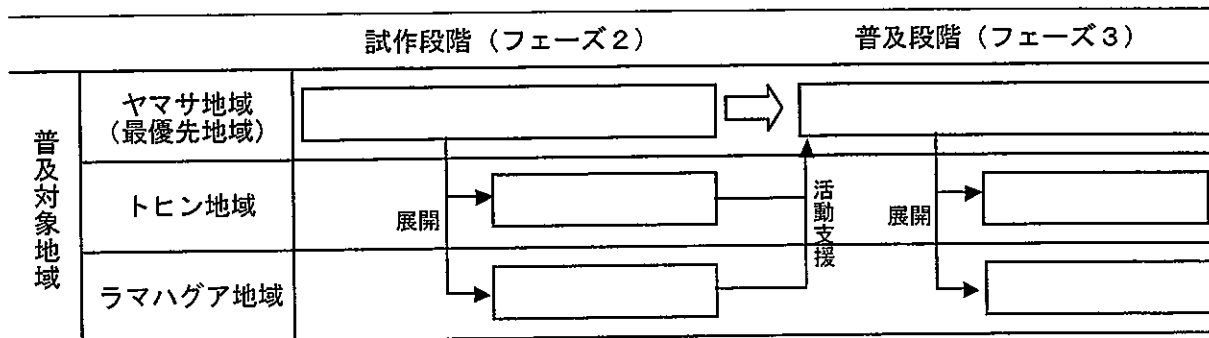 試作段階(フェーズ2)
普及段階(フェーズ3)
普及対象地域
ヤマサ地域
(最優先地域)
トヒン地域
ラマハグア地域
展開
活動支援
展開